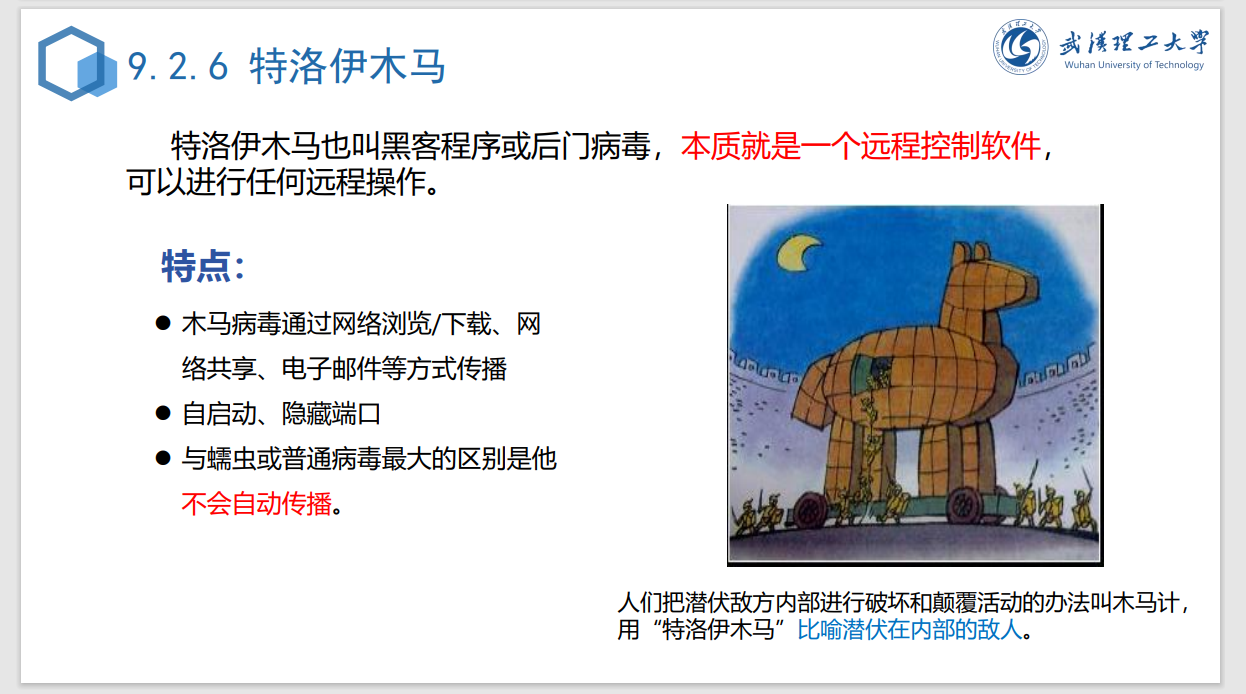 9.2.6 特洛伊木马
武汉理工大学
Wuhan University of Technology
特洛伊木马也叫黑客程序或后门病毒，本质就是一个远程控制软件，
可以进行任何远程操作。
特点：
● 木马病毒通过网络浏览/下载、网
络共享、电子邮件等方式传播
● 自启动、隐藏端口
● 与蠕虫或普通病毒最大的区别是他
不会自动传播。
人们把潜伏敌方内部进行破坏和颠覆活动的办法叫木马计，
用“特洛伊木马”比喻潜伏在内部的敌人。